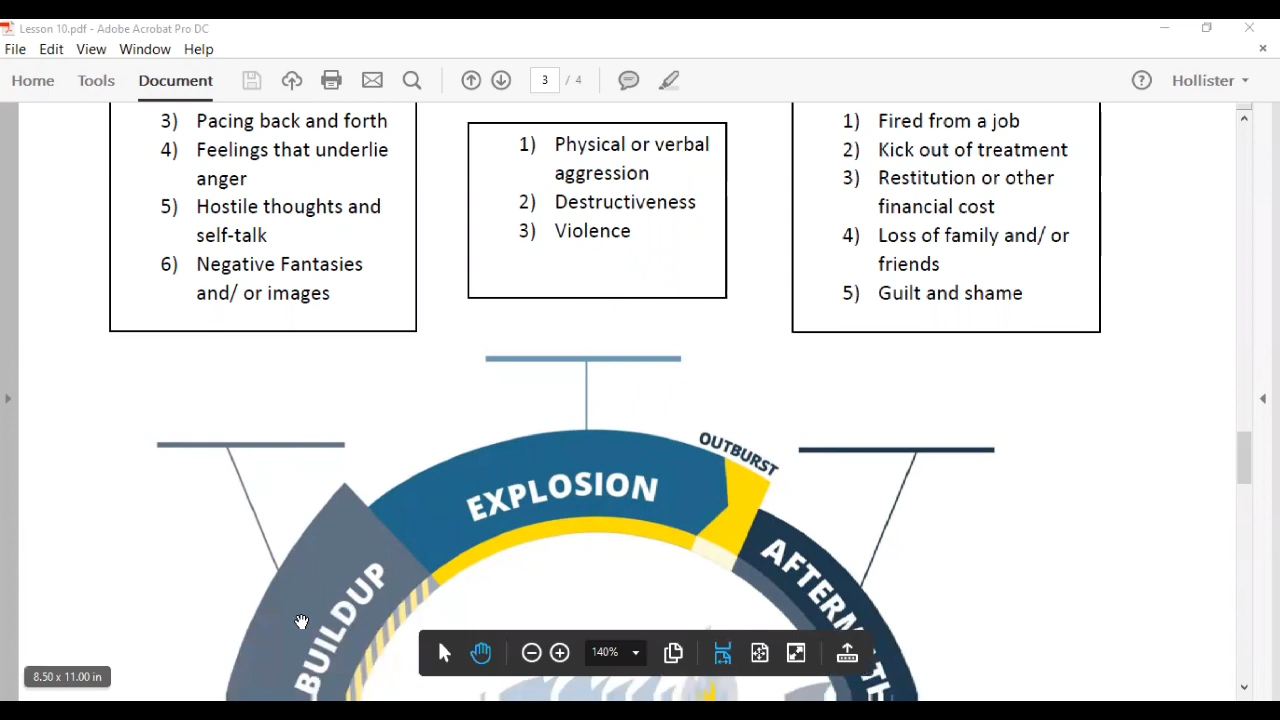 Lesson 10.pdf - Adobe Acrobat Pro DC
File Edit View Window Help
Home Tools Document 3 / 4 Hollister
3) Pacing back and forth
4) Feelings that underlie
anger
5) Hostile thoughts and
self-talk
6) Negative Fantasies
and/ or images
1) Physical or verbal
aggression
2) Destructiveness
3) Violence
1) Fired from a job
2) Kick out of treatment
3) Restitution or other
financial cost
4) Loss of family and/ or
friends
5) Guilt and shame
OUTBURST
EXPLOSION
BUILDUP
AFTERM TH
140%
8.50 x 11.00 in